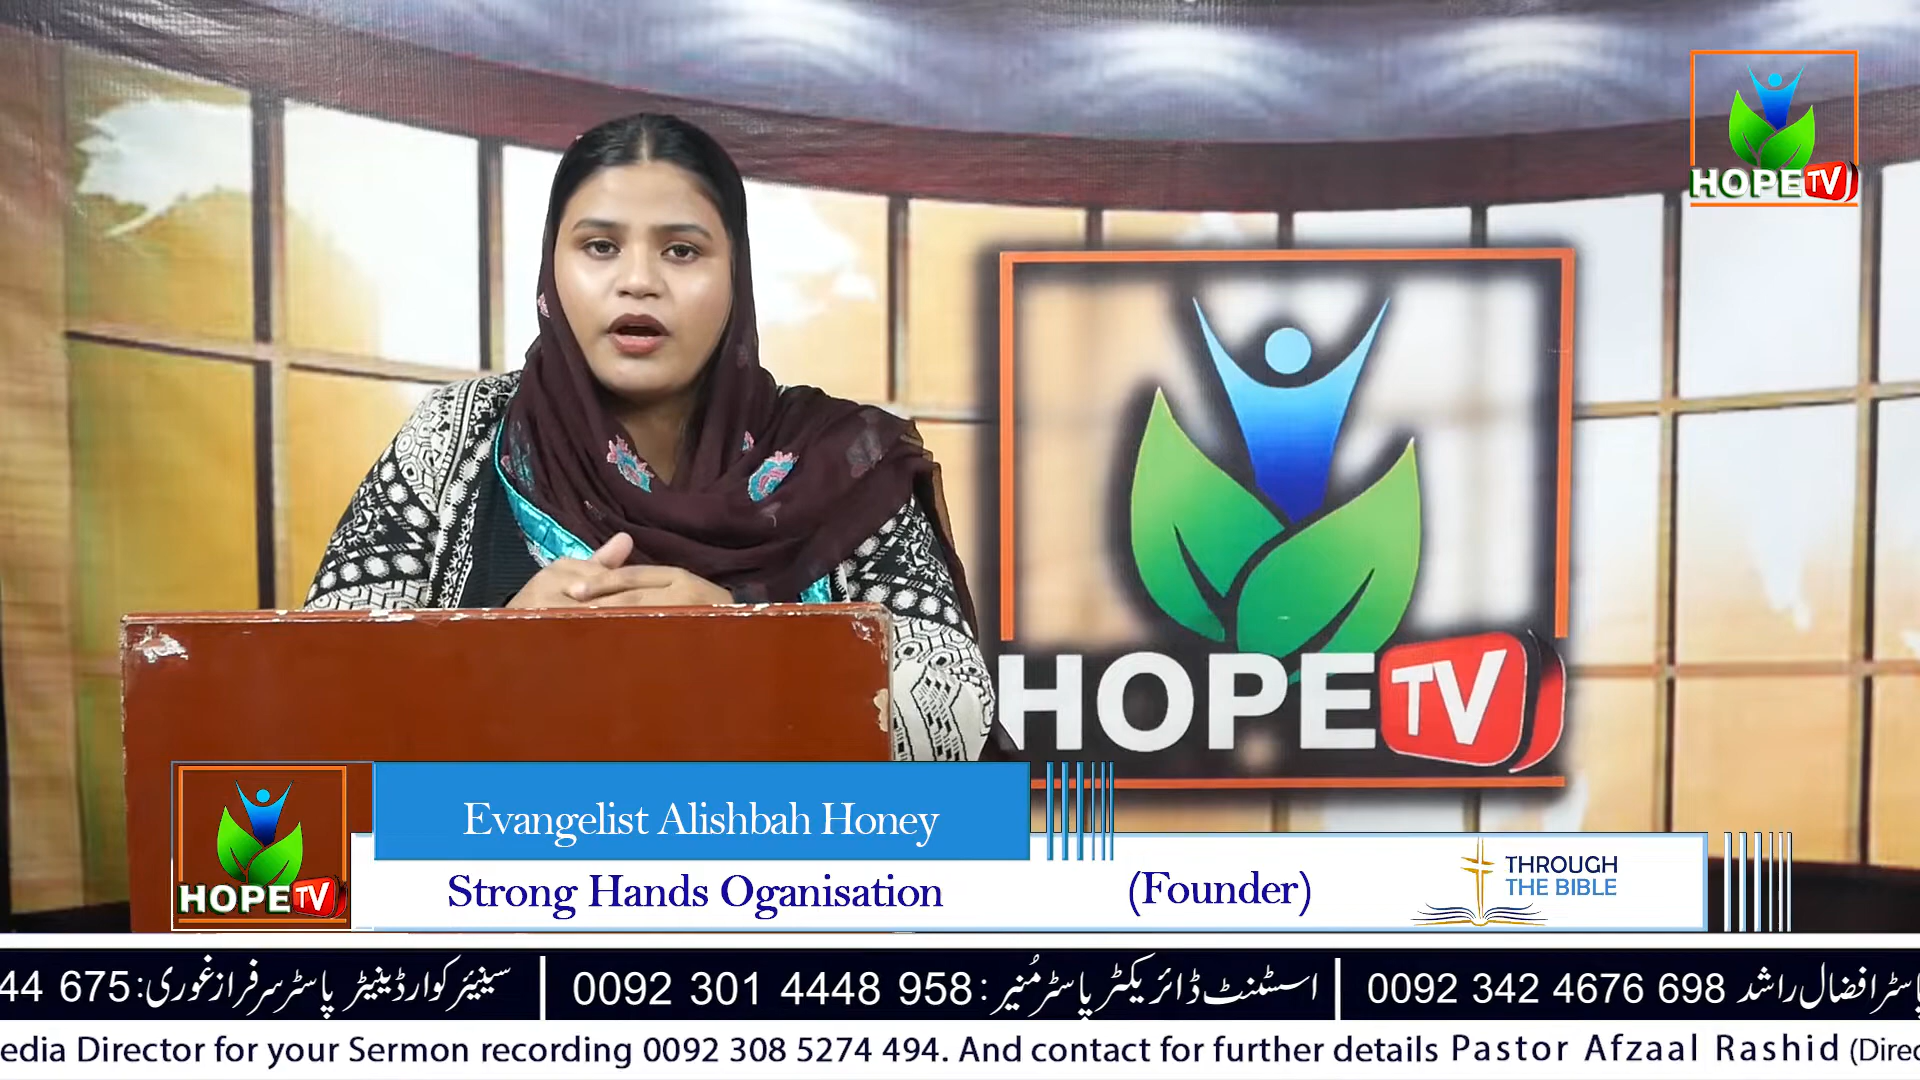 HOPE TV
HOPE TV
HOPE TV
Evangelist Alishbah Honey
Strong Hands Oganisation (Founder)
THROUGH
THE BIBLE
پاسٹر افضال راشد 0092 342 4676 698 | اسسٹنٹ ڈائریکٹر پاسٹر مُنیر : 0092 301 4448 958 | سینیئر کوارڈینیٹر پاسٹر سرفراز غوری: 44 675
edia Director for your Sermon recording 0092 308 5274 494. And contact for further details Pastor Afzaal Rashid (Direc